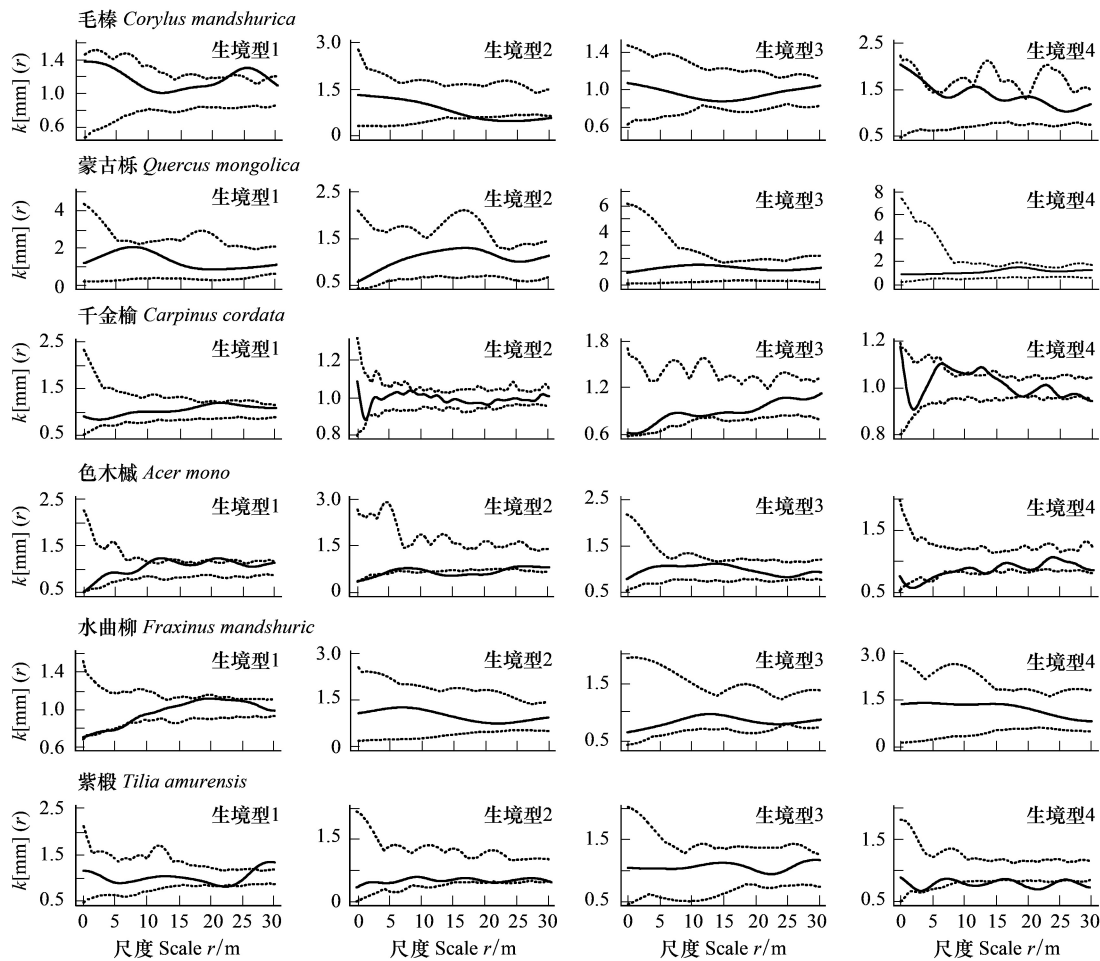 毛榛 Corylus mandshurica
k[mm] (r)
1.4
1.0
0.6
生境型1
3.0
1.5
0
生境型2
1.4
1.0
0.6
生境型3
2.5
1.5
0.5
生境型4
蒙古栎 Quercus mongolica
k[mm] (r)
4
2
0
生境型1
2.5
1.5
0.5
生境型2
6
4
2
0
生境型3
8
6
4
2
0
生境型4
千金榆 Carpinus cordata
k[mm] (r)
2.5
1.5
0.5
生境型1
1.2
1.0
0.8
生境型2
1.8
1.2
0.6
生境型3
1.2
1.0
0.8
生境型4
色木槭 Acer mono
k[mm] (r)
2.5
1.5
0.5
生境型1
3.0
1.5
0
生境型2
2.5
1.5
0.5
生境型3
1.5
0.5
生境型4
水曲柳 Fraxinus mandshuric
k[mm] (r)
1.4
1.0
0.6
生境型1
3.0
1.5
0
生境型2
1.5
0.5
生境型3
3.0
1.5
0
生境型4
紫椴 Tilia amurensis
k[mm] (r)
2.5
1.5
0.5
生境型1
1.5
0
生境型2
2.5
1.5
0.5
生境型3
1.5
0.5
生境型4
0 5 10 15 20 25 30
0 5 10 15 20 25 30
0 5 10 15 20 25 30
0 5 10 15 20 25 30
尺度 Scale r/m
尺度 Scale r/m
尺度 Scale r/m
尺度 Scale r/m